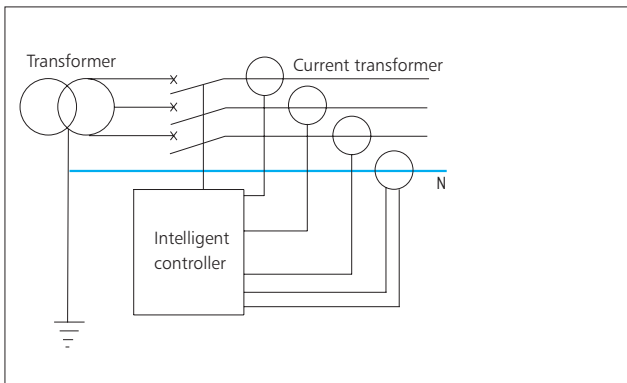 Transformer
Current transformer
N
Intelligent
controller